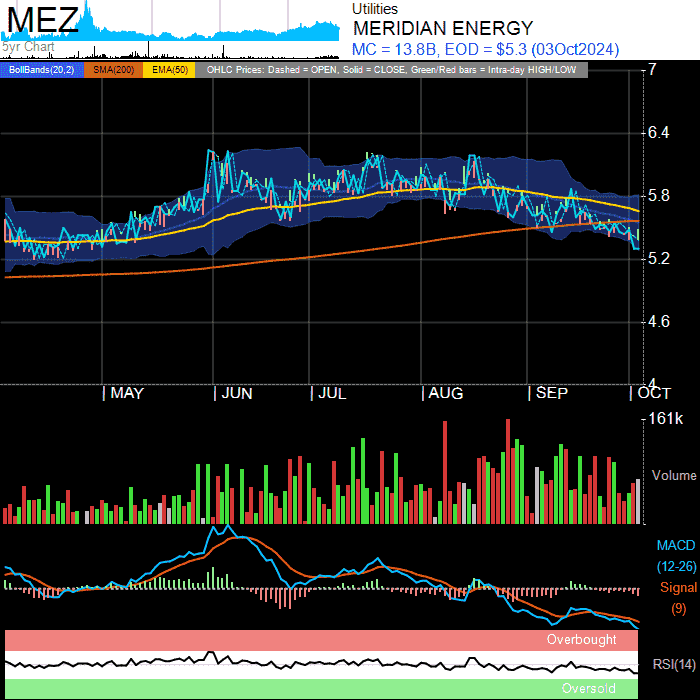 MEZ
5yr Chart
Utilities
MERIDIAN ENERGY
MC = 13.8B, EOD = $5.3 (03Oct2024)
BollBands(20,2) SMA(200) EMA(50) OHLC Prices: Dashed = OPEN, Solid = CLOSE, Green/Red bars = Intra-day HIGH/LOW
7
6.4
5.8
5.2
4.6
4
MAY JUN JUL AUG SEP OCT
161k
Volume
MACD
(12-26)
Signal
(9)
Overbought
RSI(14)
Oversold